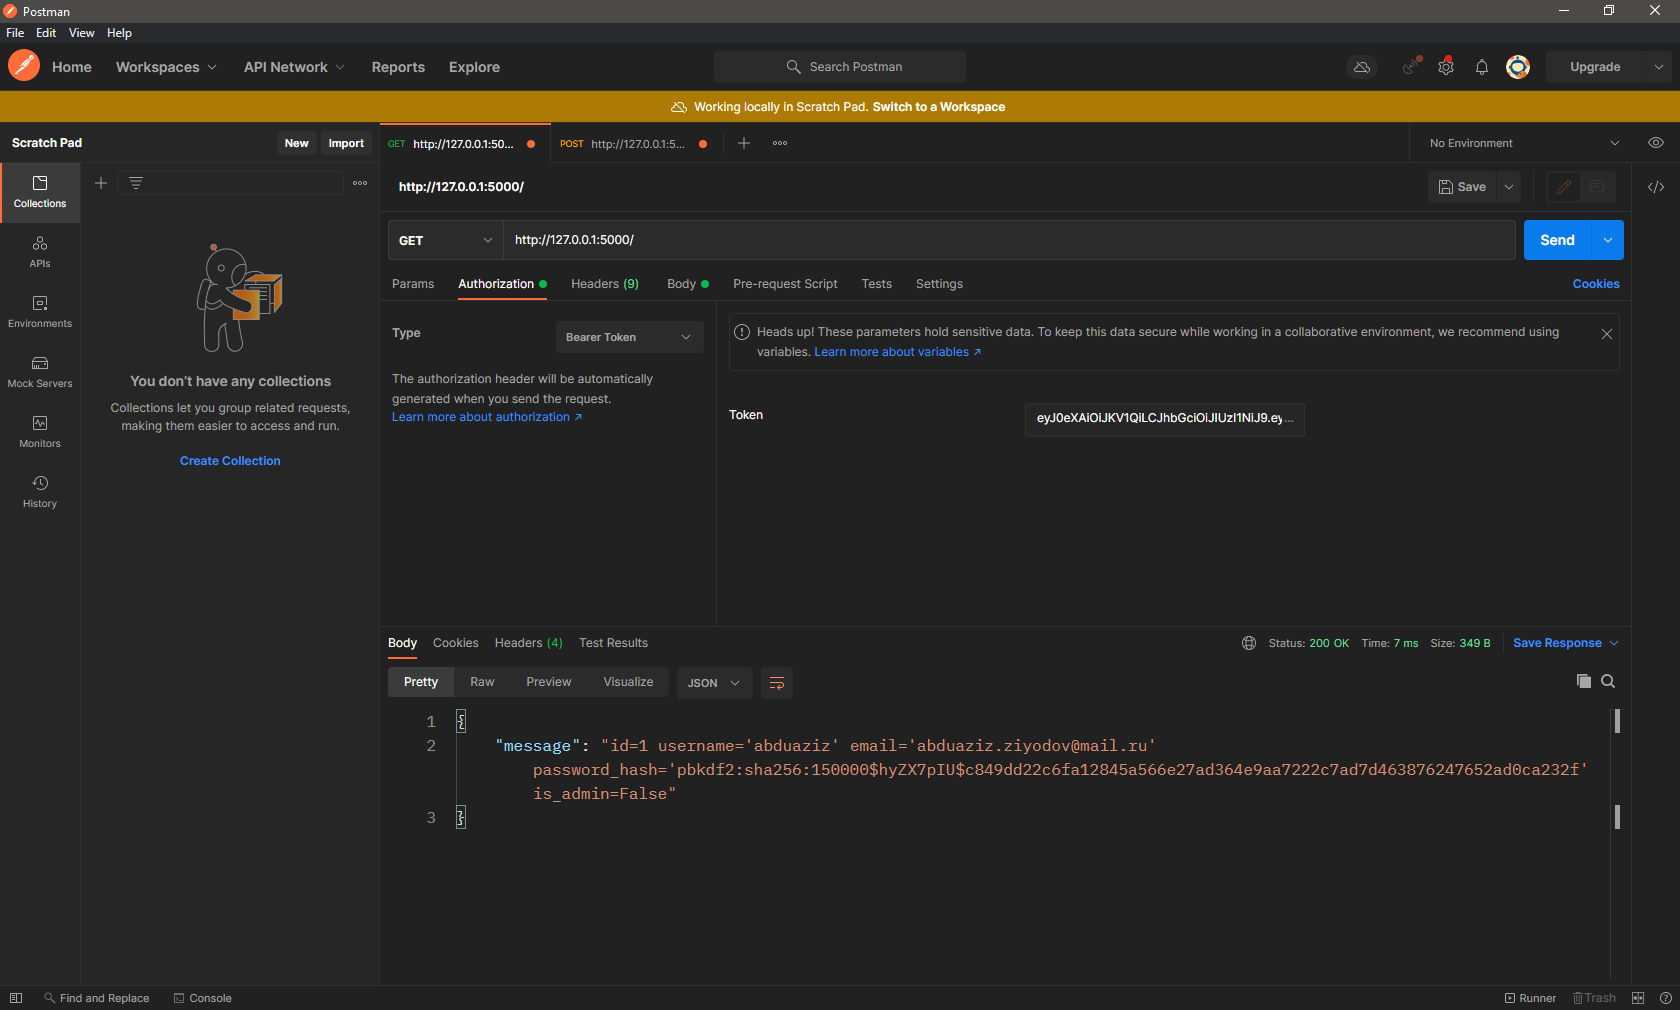 Postman
File Edit View Help
Home Workspaces API Network Reports Explore Search Postman Upgrade
Working locally in Scratch Pad. Switch to a Workspace
Scratch Pad New Import
GET http://127.0.0.1:50... POST http://127.0.0.1:5... No Environment
http://127.0.0.1:5000/ Save
GET http://127.0.0.1:5000/ Send
Params Authorization Headers (9) Body Pre-request Script Tests Settings Cookies
Collections
APIs
Environments
Mock Servers
Monitors
History
You don't have any collections
Collections let you group related requests,
making them easier to access and run.
Create Collection
Type Bearer Token
The authorization header will be automatically
generated when you send the request.
Learn more about authorization ↗
Heads up! These parameters hold sensitive data. To keep this data secure while working in a collaborative environment, we recommend using
variables. Learn more about variables ↗
Token eyJ0eXAiOiJKV1QiLCJhbGciOiJIUzI1NiJ9.ey...
Body Cookies Headers (4) Test Results Status: 200 OK Time: 7 ms Size: 349 B Save Response
Pretty Raw Preview Visualize JSON
1 {
2 "message": "id=1 username='abduaziz' email='abduaziz.ziyodov@mail.ru'
password_hash='pbkdf2:sha256:150000$hyZX7pIU$c849dd22c6fa12845a566e27ad364e9aa7222c7ad7d463876247652ad0ca232f'
is_admin=False"
3 }
Find and Replace Console Runner Trash